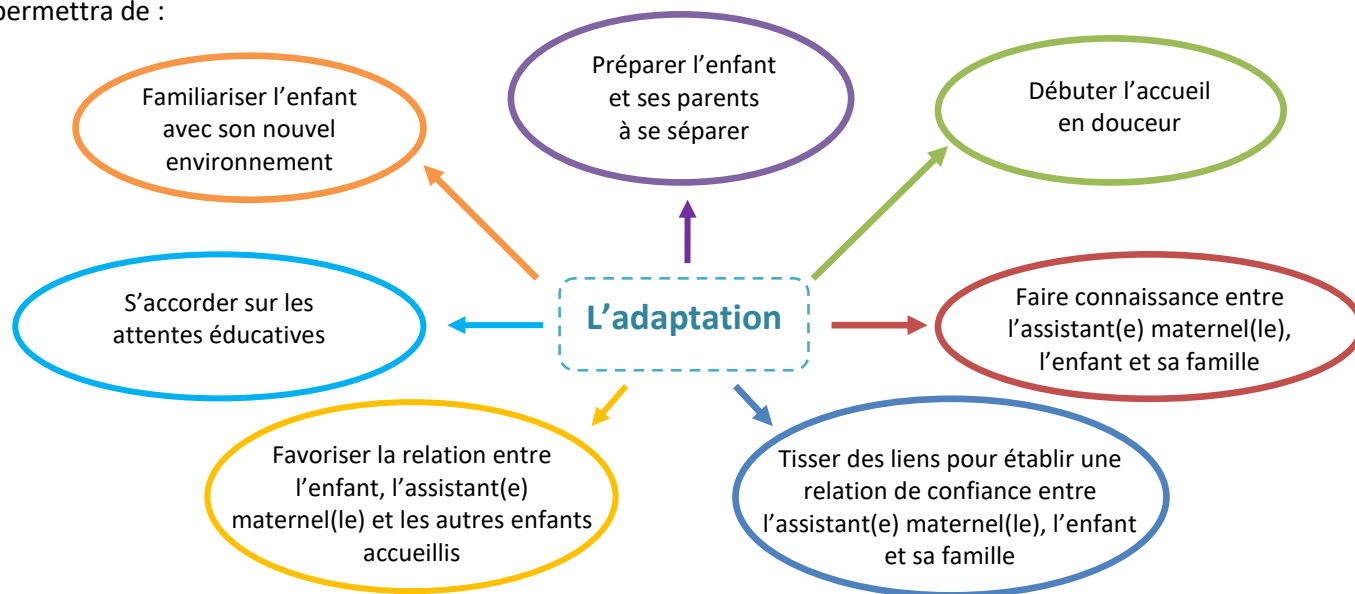 permettra de :
Familiariser l’enfant
avec son nouvel
environnement
Préparer l’enfant
et ses parents
à se séparer
Débuter l’accueil
en douceur
S’accorder sur les
attentes éducatives
L’adaptation
Faire connaissance entre
l’assistant(e) maternel(le),
l’enfant et sa famille
Favoriser la relation entre
l’enfant, l’assistant(e)
maternel(le) et les autres enfants
accueillis
Tisser des liens pour établir une
relation de confiance entre
l’assistant(e) maternel(le), l’enfant
et sa famille